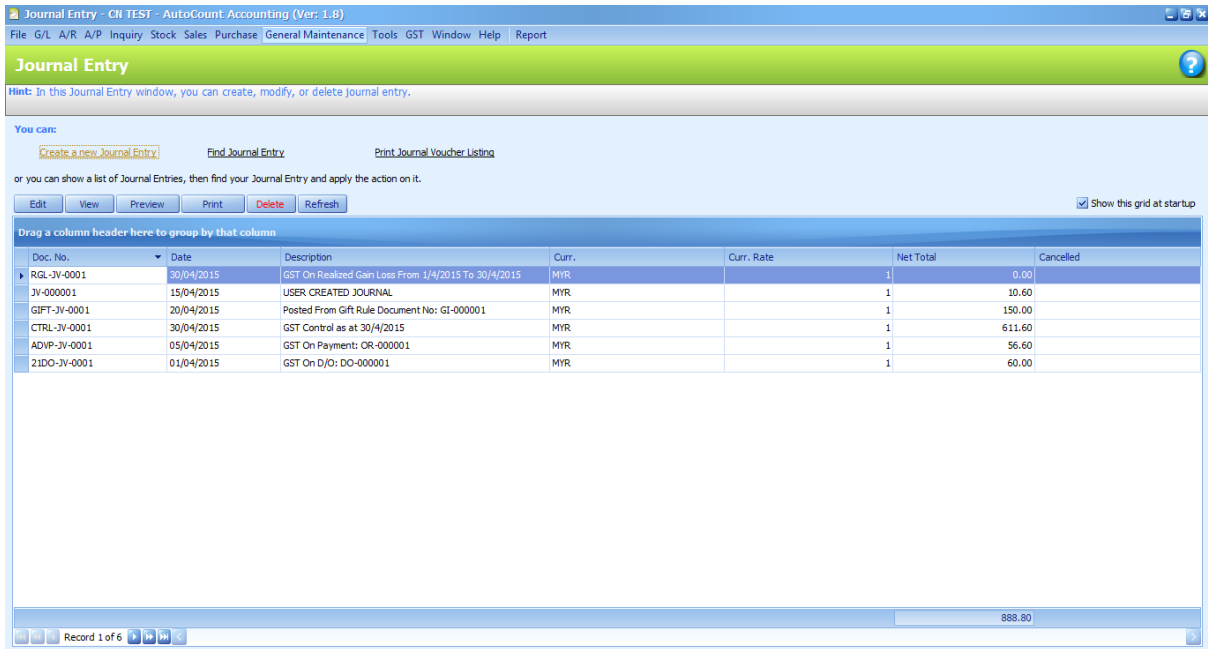 Journal Entry - CN TEST - AutoCount Accounting (Ver: 1.8)
File G/L A/R A/P Inquiry Stock Sales Purchase General Maintenance Tools GST Window Help Report
Journal Entry
?
Hint: In this Journal Entry window, you can create, modify, or delete journal entry.
You can:
Create a new Journal Entry Find Journal Entry Print Journal Voucher Listing
or you can show a list of Journal Entries, then find your Journal Entry and apply the action on it.
Edit View Preview Print Delete Refresh Show this grid at startup
Drag a column header here to group by that column
Doc. No. Date Description Curr. Curr. Rate Net Total Cancelled
RGL-JV-0001 30/04/2015 GST On Realized Gain Loss From 1/4/2015 To 30/4/2015 MYR 1 0.00
JV-000001 15/04/2015 USER CREATED JOURNAL MYR 1 10.60
GIFT-JV-0001 20/04/2015 Posted From Gift Rule Document No: GI-000001 MYR 1 150.00
CTRL-JV-0001 30/04/2015 GST Control as at 30/4/2015 MYR 1 611.60
ADVP-JV-0001 05/04/2015 GST On Payment: OR-000001 MYR 1 56.60
21DO-JV-0001 01/04/2015 GST On D/O: DO-000001 MYR 1 60.00
888.80
Record 1 of 6